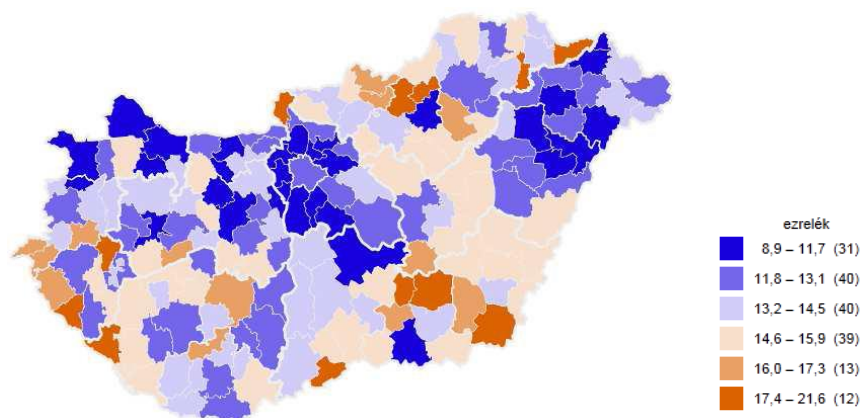 ezrelék
8,9 – 11,7 (31)
11,8 – 13,1 (40)
13,2 – 14,5 (40)
14,6 – 15,9 (39)
16,0 – 17,3 (13)
17,4 – 21,6 (12)